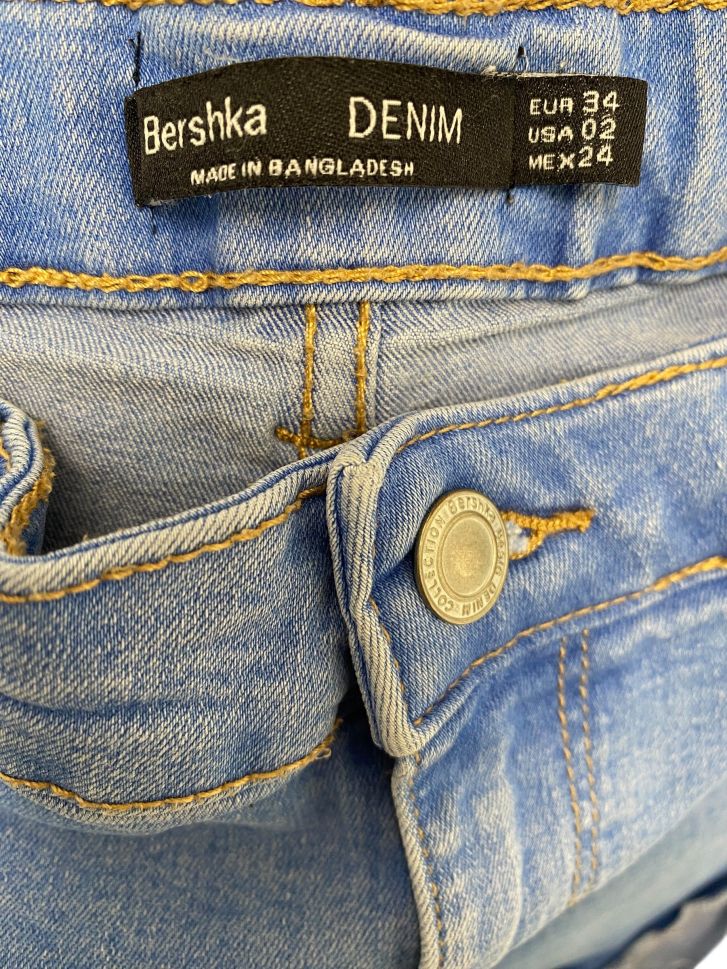 Bershka DENIM
MADE IN BANGLADESH
EUR 34
USA 02
MEX 24
Bershka
DENIM
COLLECTION